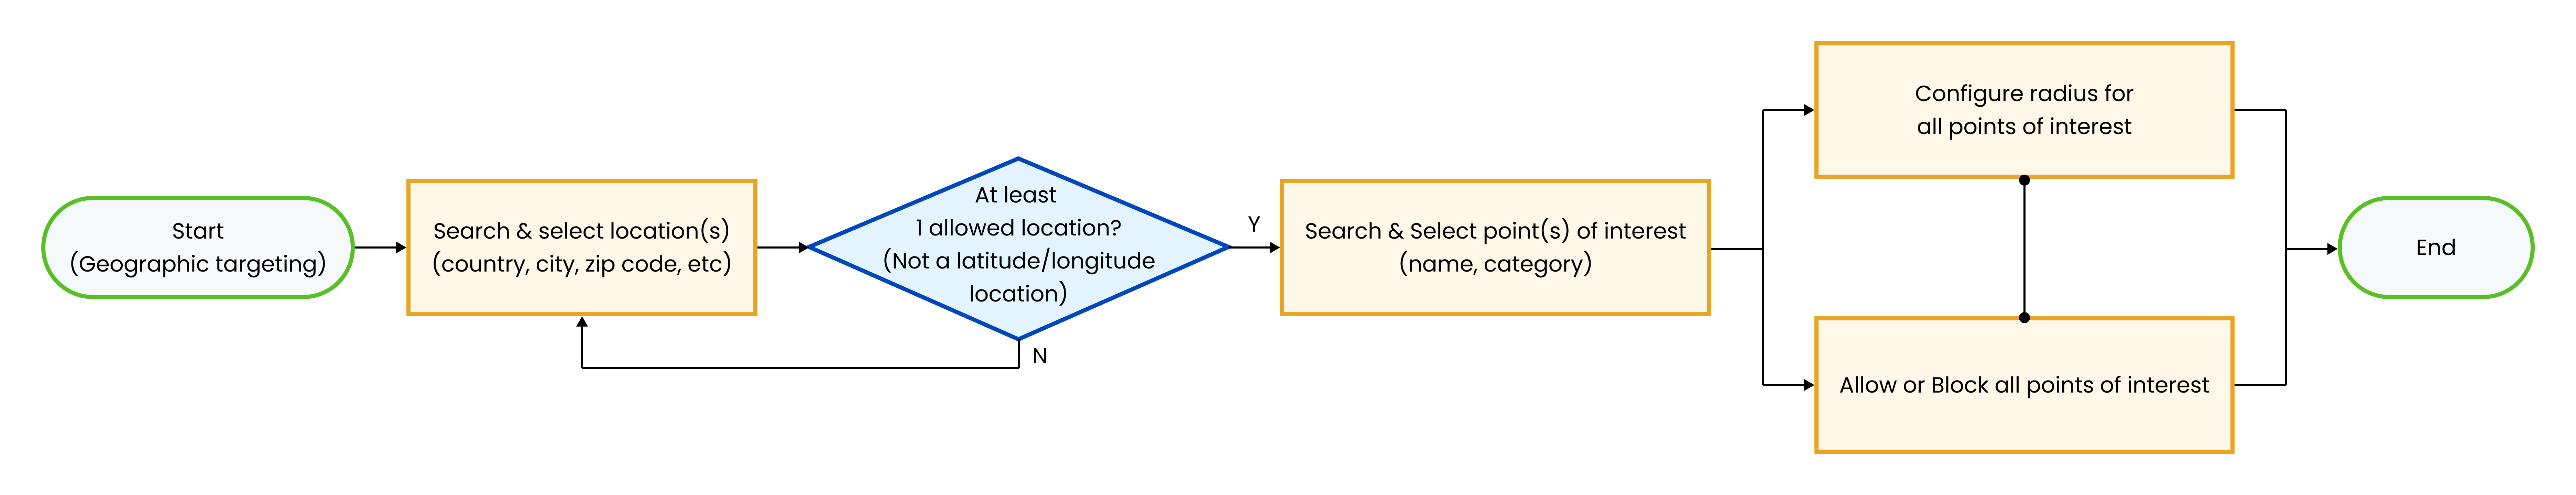 Start
(Geographic targeting)
Search & select location(s)
(country, city, zip code, etc)
At least
1 allowed location?
(Not a latitude/longitude
location)
Y
N
Search & Select point(s) of interest
(name, category)
Configure radius for
all points of interest
Allow or Block all points of interest
End